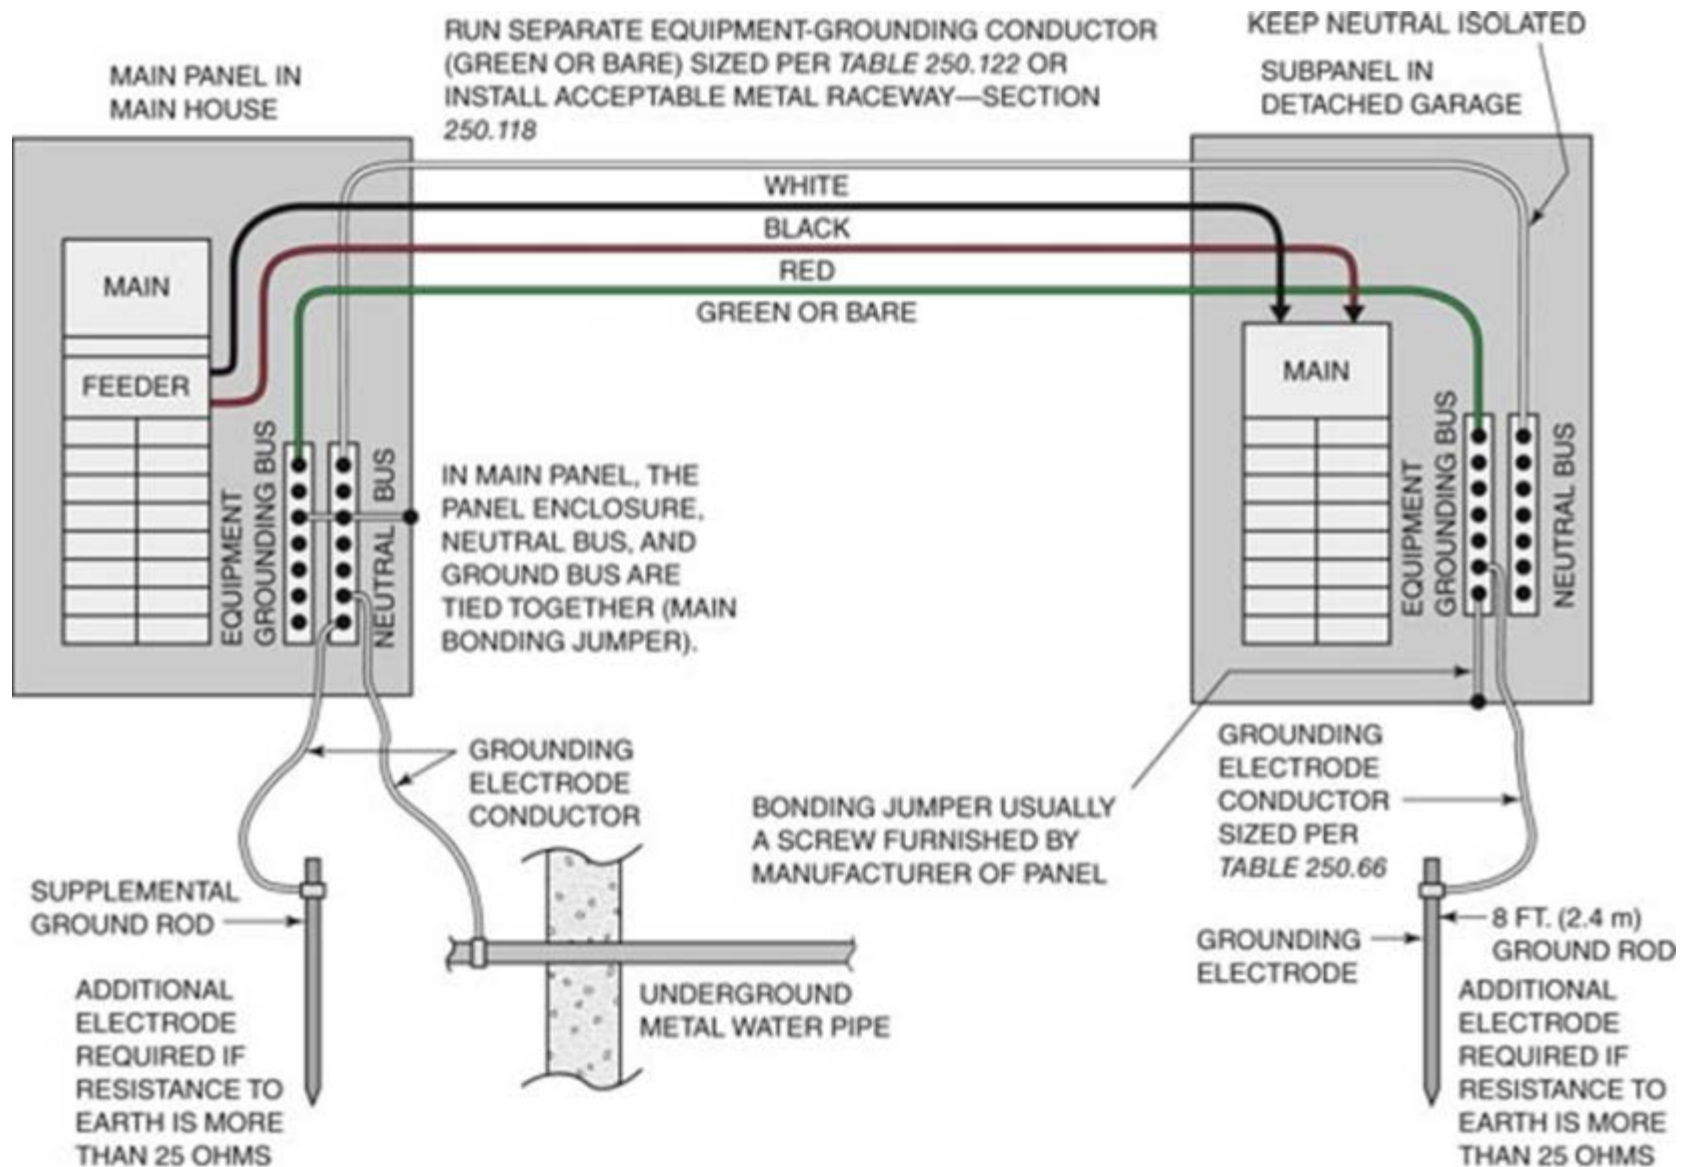 MAIN PANEL IN
MAIN HOUSE
RUN SEPARATE EQUIPMENT-GROUNDING CONDUCTOR
(GREEN OR BARE) SIZED PER TABLE 250.122 OR
INSTALL ACCEPTABLE METAL RACEWAY—SECTION
250.118
KEEP NEUTRAL ISOLATED
SUBPANEL IN
DETACHED GARAGE
WHITE
BLACK
RED
GREEN OR BARE
MAIN
FEEDER
EQUIPMENT
GROUNDING BUS
NEUTRAL BUS
IN MAIN PANEL, THE
PANEL ENCLOSURE,
NEUTRAL BUS, AND
GROUND BUS ARE
TIED TOGETHER (MAIN
BONDING JUMPER).
MAIN
EQUIPMENT
GROUNDING BUS
NEUTRAL BUS
GROUNDING
ELECTRODE
CONDUCTOR
BONDING JUMPER USUALLY
A SCREW FURNISHED BY
MANUFACTURER OF PANEL
GROUNDING
ELECTRODE
CONDUCTOR
SIZED PER
TABLE 250.66
SUPPLEMENTAL
GROUND ROD
ADDITIONAL
ELECTRODE
REQUIRED IF
RESISTANCE TO
EARTH IS MORE
THAN 25 OHMS
UNDERGROUND
METAL WATER PIPE
GROUNDING
ELECTRODE
8 FT. (2.4 m)
GROUND ROD
ADDITIONAL
ELECTRODE
REQUIRED IF
RESISTANCE TO
EARTH IS MORE
THAN 25 OHMS